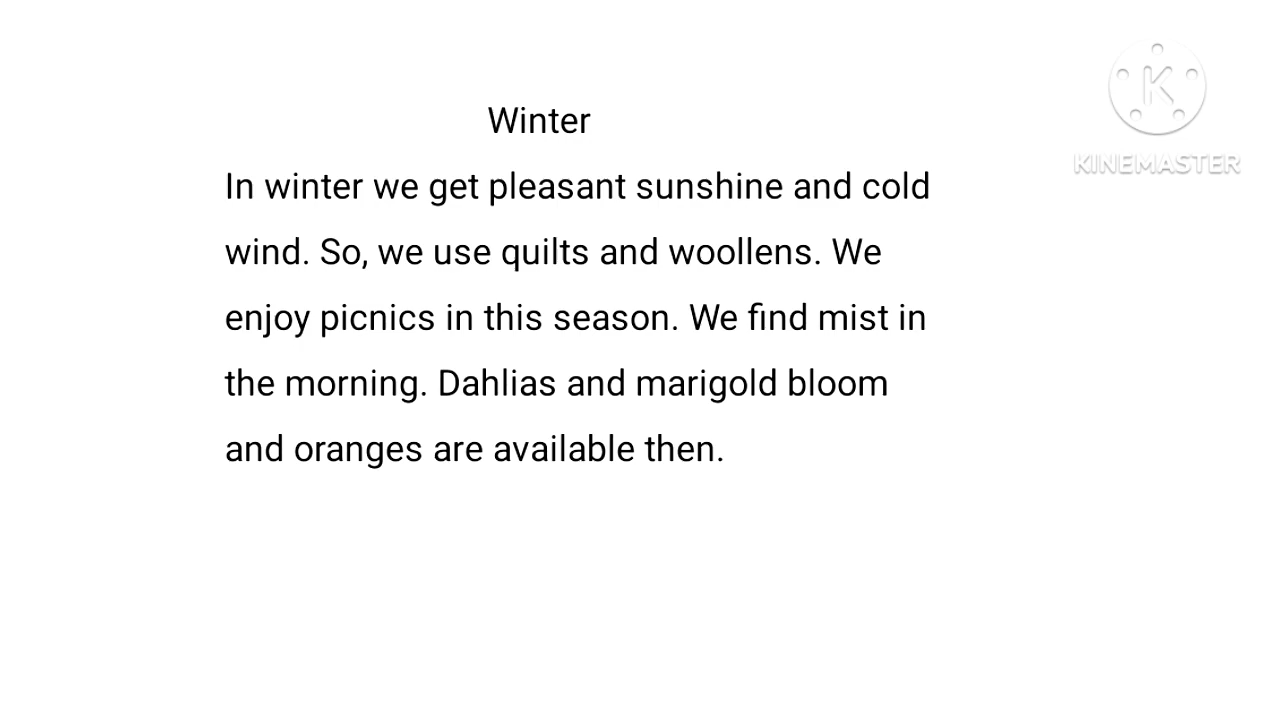 Winter
In winter we get pleasant sunshine and cold
wind. So, we use quilts and woollens. We
enjoy picnics in this season. We find mist in
the morning. Dahlias and marigold bloom
and oranges are available then.
K
KINEMASTER